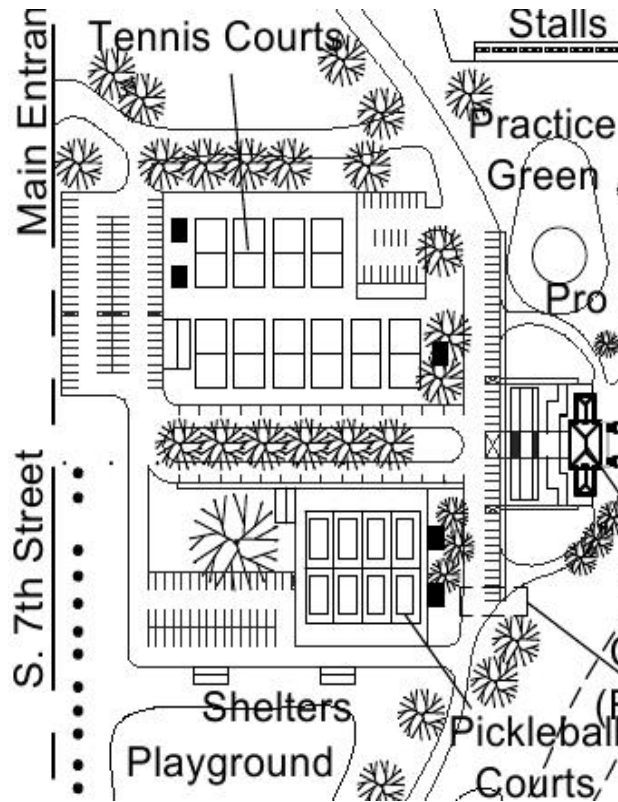 Stalls
Tennis Courts
Main Entran
Practice
Green
Pro
S. 7th Street
Shelters
Playground
Pickleball
Courts